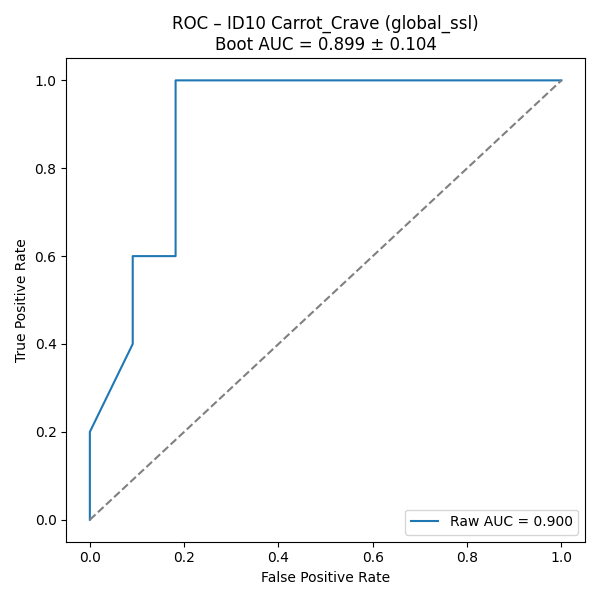 ROC – ID10 Carrot_Crave (global_ssl)
Boot AUC = 0.899 ± 0.104
1.0
0.8
0.6
0.4
0.2
0.0
True Positive Rate
0.0 0.2 0.4 0.6 0.8 1.0
False Positive Rate
Raw AUC = 0.900